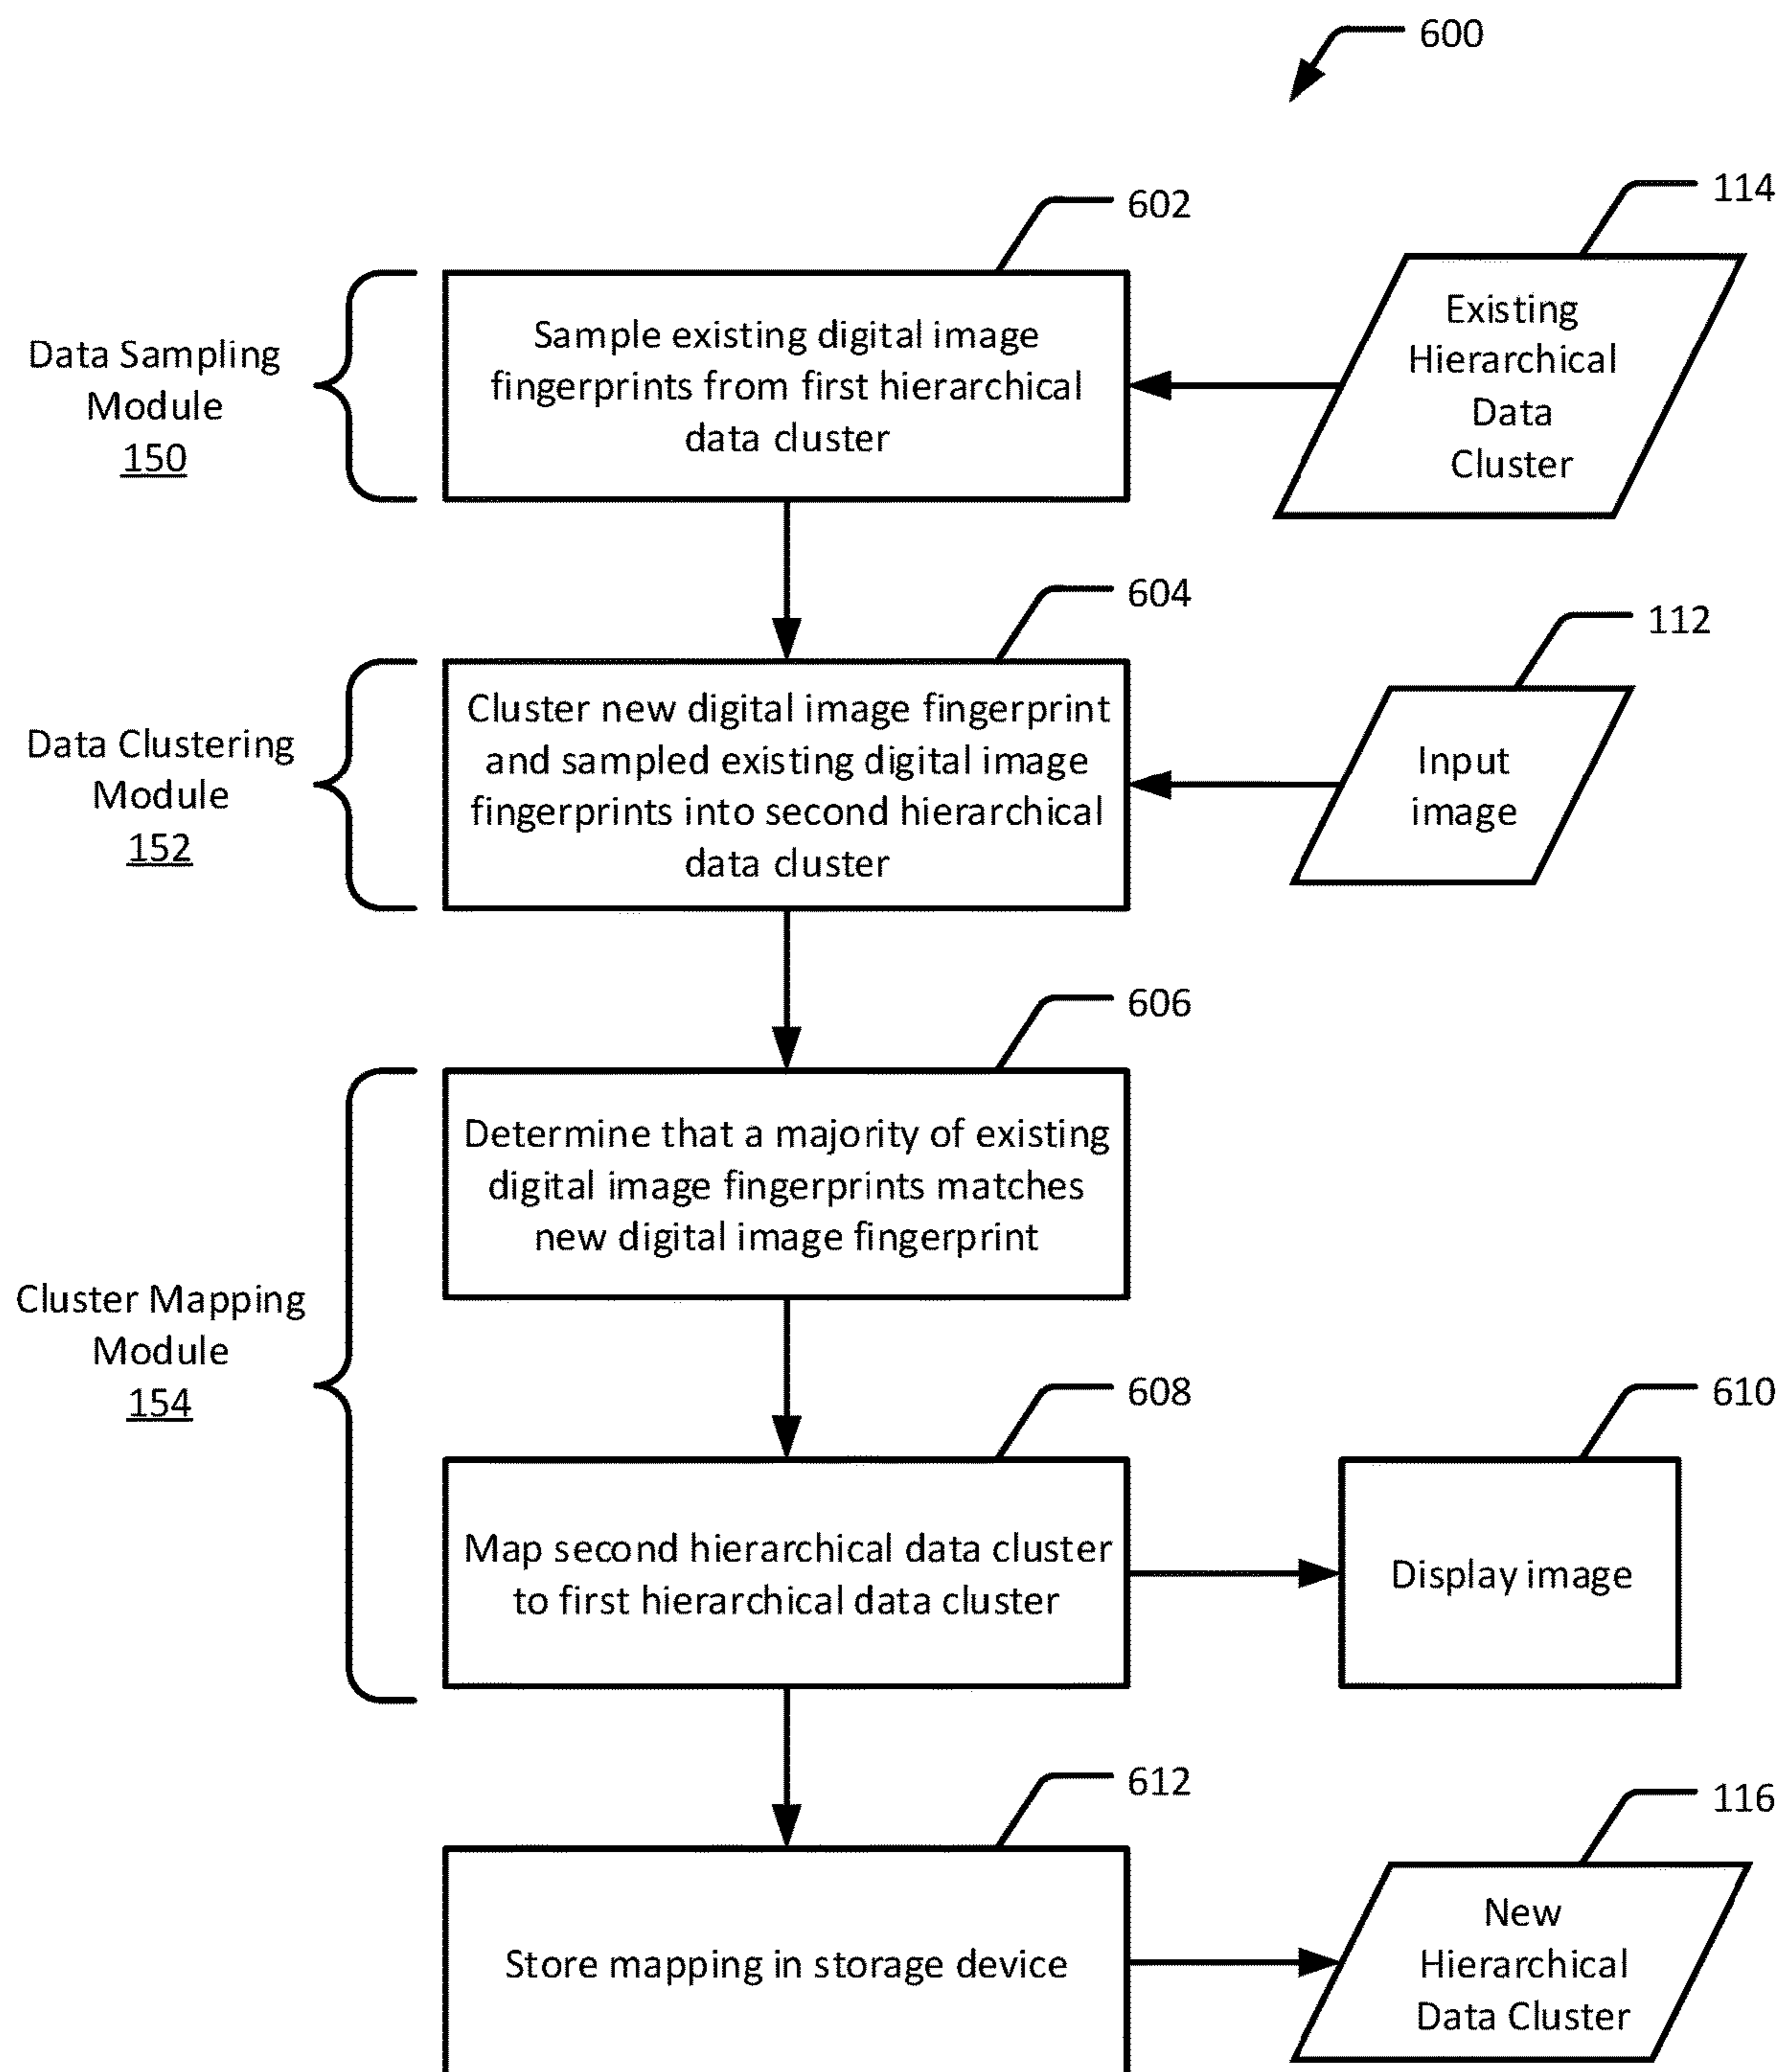 600
602
114
Data Sampling
Module
150
Sample existing digital image
fingerprints from first hierarchical
data cluster
Existing
Hierarchical
Data
Cluster
604
112
Data Clustering
Module
152
Cluster new digital image fingerprint
and sampled existing digital image
fingerprints into second hierarchical
data cluster
Input
image
606
Determine that a majority of existing
digital image fingerprints matches
new digital image fingerprint
Cluster Mapping
Module
154
608
610
Map second hierarchical data cluster
to first hierarchical data cluster
Display image
612
116
Store mapping in storage device
New
Hierarchical
Data Cluster